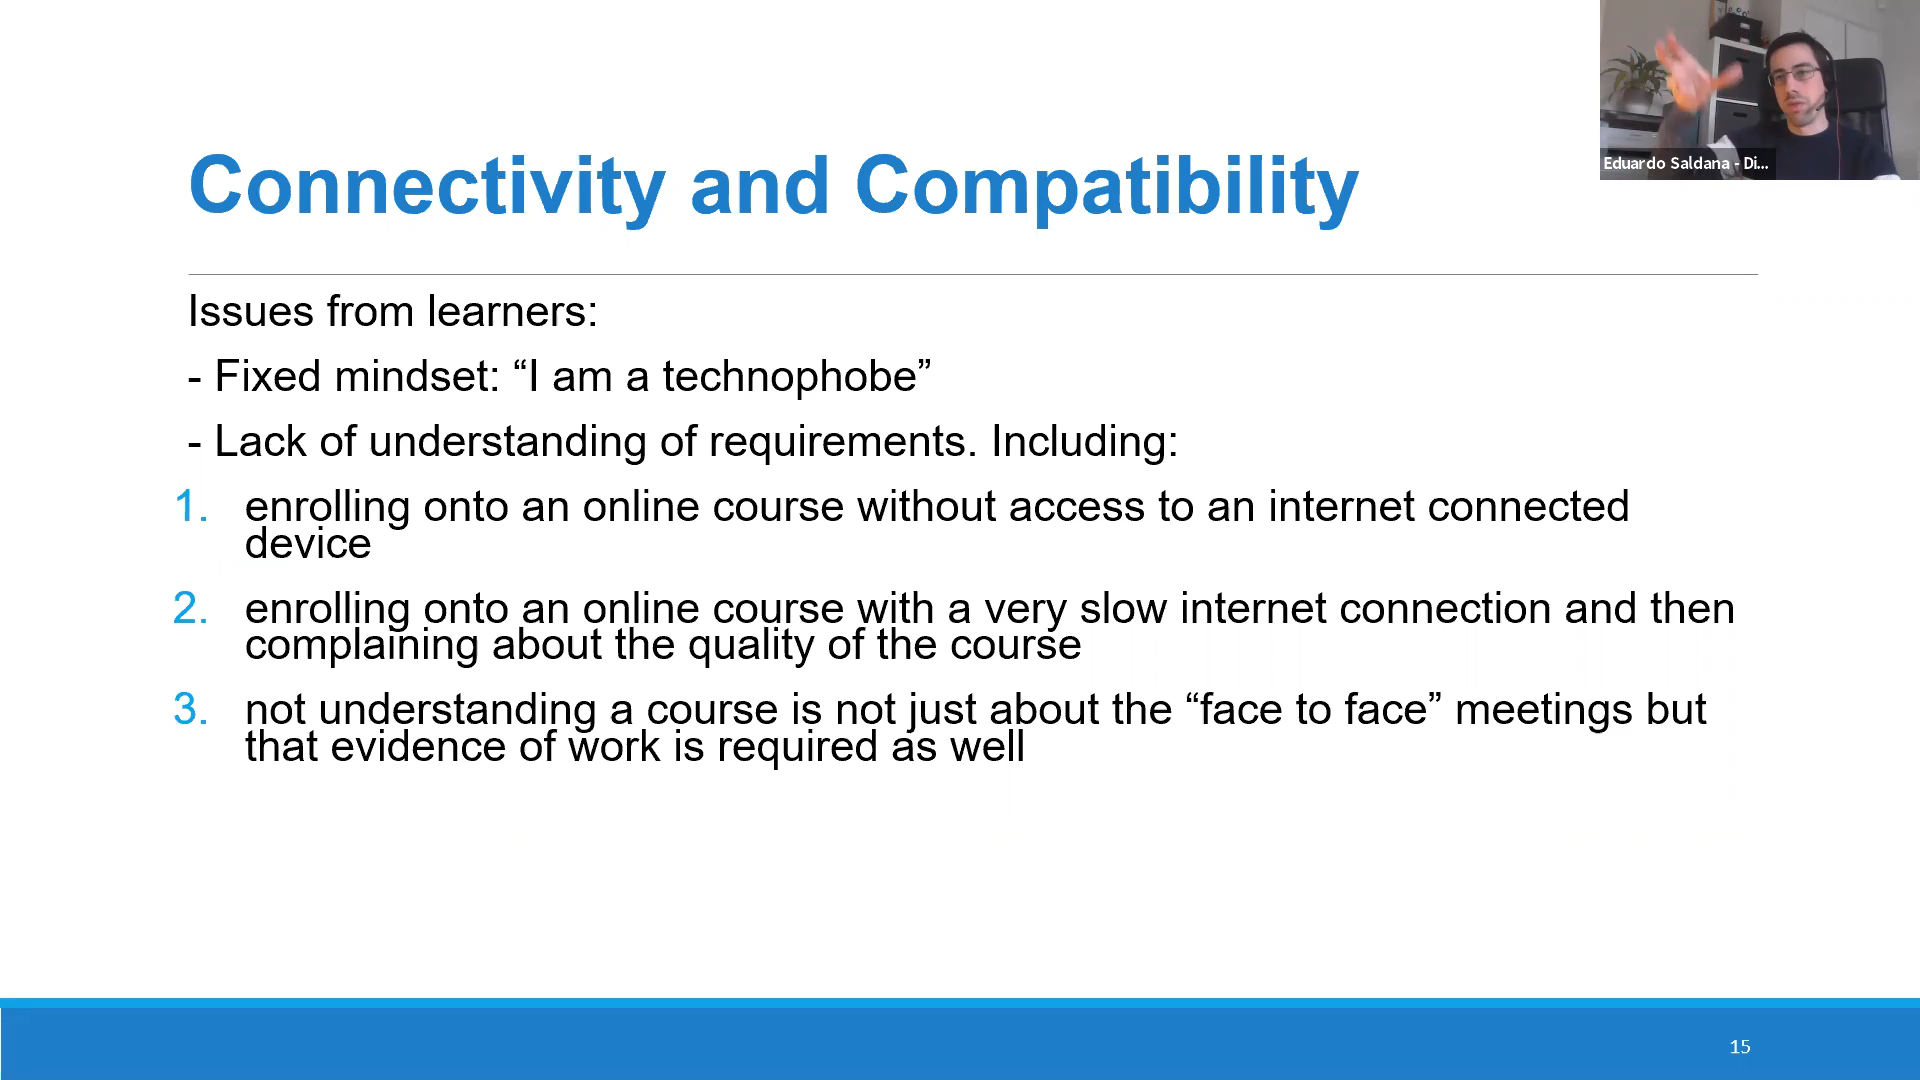 Connectivity and Compatibility
Eduardo Saldana - Di...
Issues from learners:
- Fixed mindset: “I am a technophobe”
- Lack of understanding of requirements. Including:
1. enrolling onto an online course without access to an internet connected
device
2. enrolling onto an online course with a very slow internet connection and then
complaining about the quality of the course
3. not understanding a course is not just about the “face to face” meetings but
that evidence of work is required as well
15